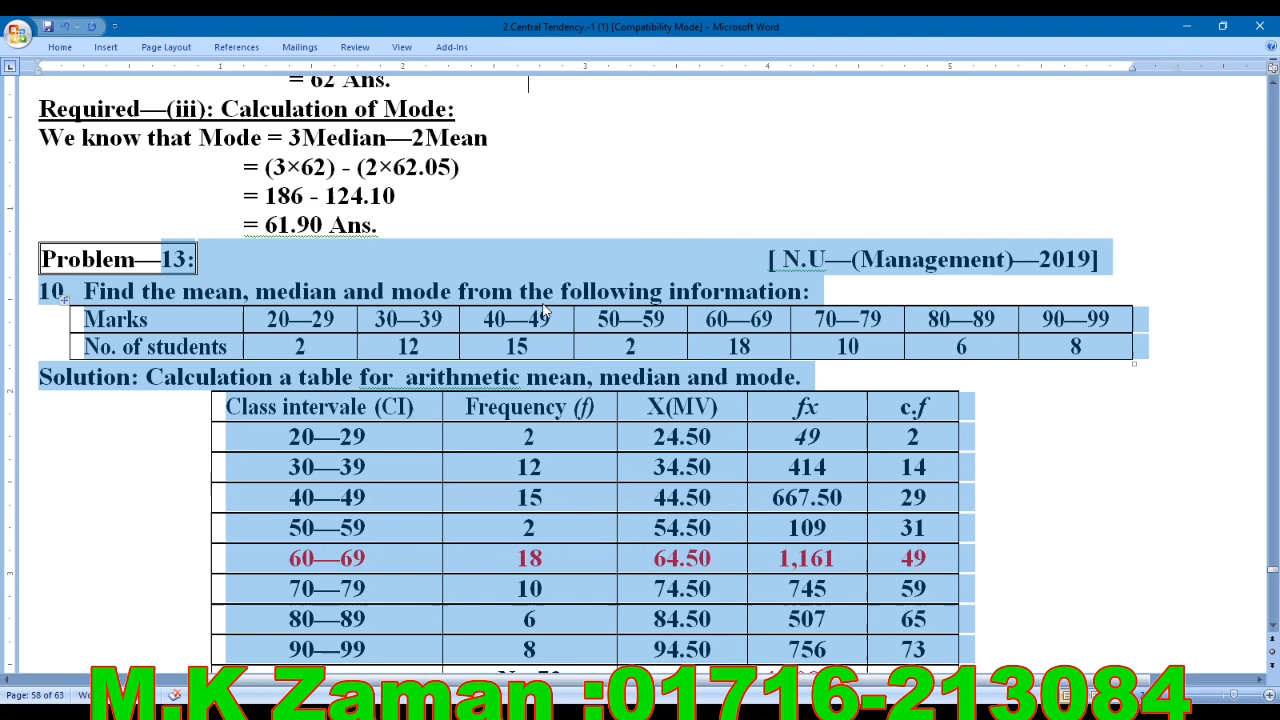 2.Central Tendency.-1 (1) [Compatibility Mode] - Microsoft Word
Home Insert Page Layout References Mailings Review View Add-Ins
1 2 3 4 5
= 62 Ans.
Required—(iii): Calculation of Mode:
We know that Mode = 3Median—2Mean
= (3×62) - (2×62.05)
= 186 - 124.10
= 61.90 Ans.
Problem—13: [ N.U—(Management)—2019]
10. Find the mean, median and mode from the following information:
Marks 20—29 30—39 40—49 50—59 60—69 70—79 80—89 90—99
No. of students 2 12 15 2 18 10 6 8
Solution: Calculation a table for arithmetic mean, median and mode.
Class intervale (CI) Frequency (f) X(MV) fx c.f
20—29 2 24.50 49 2
30—39 12 34.50 414 14
40—49 15 44.50 667.50 29
50—59 2 54.50 109 31
60—69 18 64.50 1,161 49
70—79 10 74.50 745 59
80—89 6 84.50 507 65
90—99 8 94.50 756 73
Page: 58 of 63
M.K Zaman :01716-213084